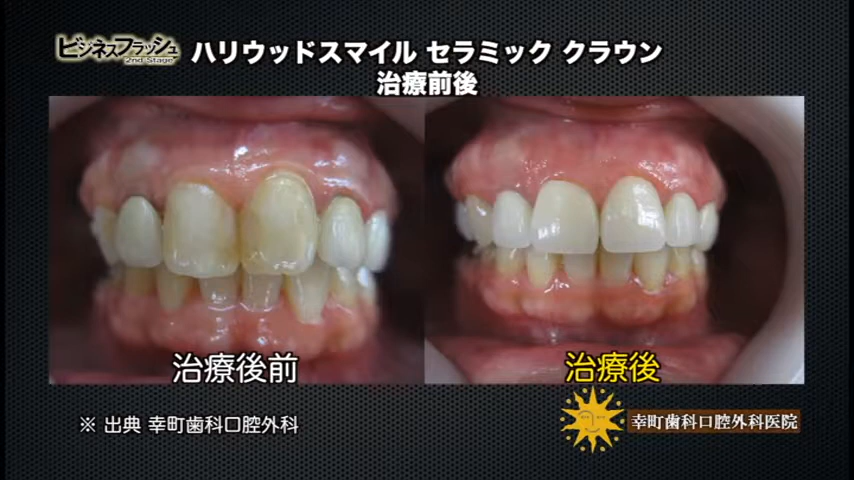 ビジネスフラッシュ
2nd Stage
ハリウッドスマイル セラミック クラウン
治療前後
治療後前
治療後
※ 出典 幸町歯科口腔外科
幸町歯科口腔外科医院